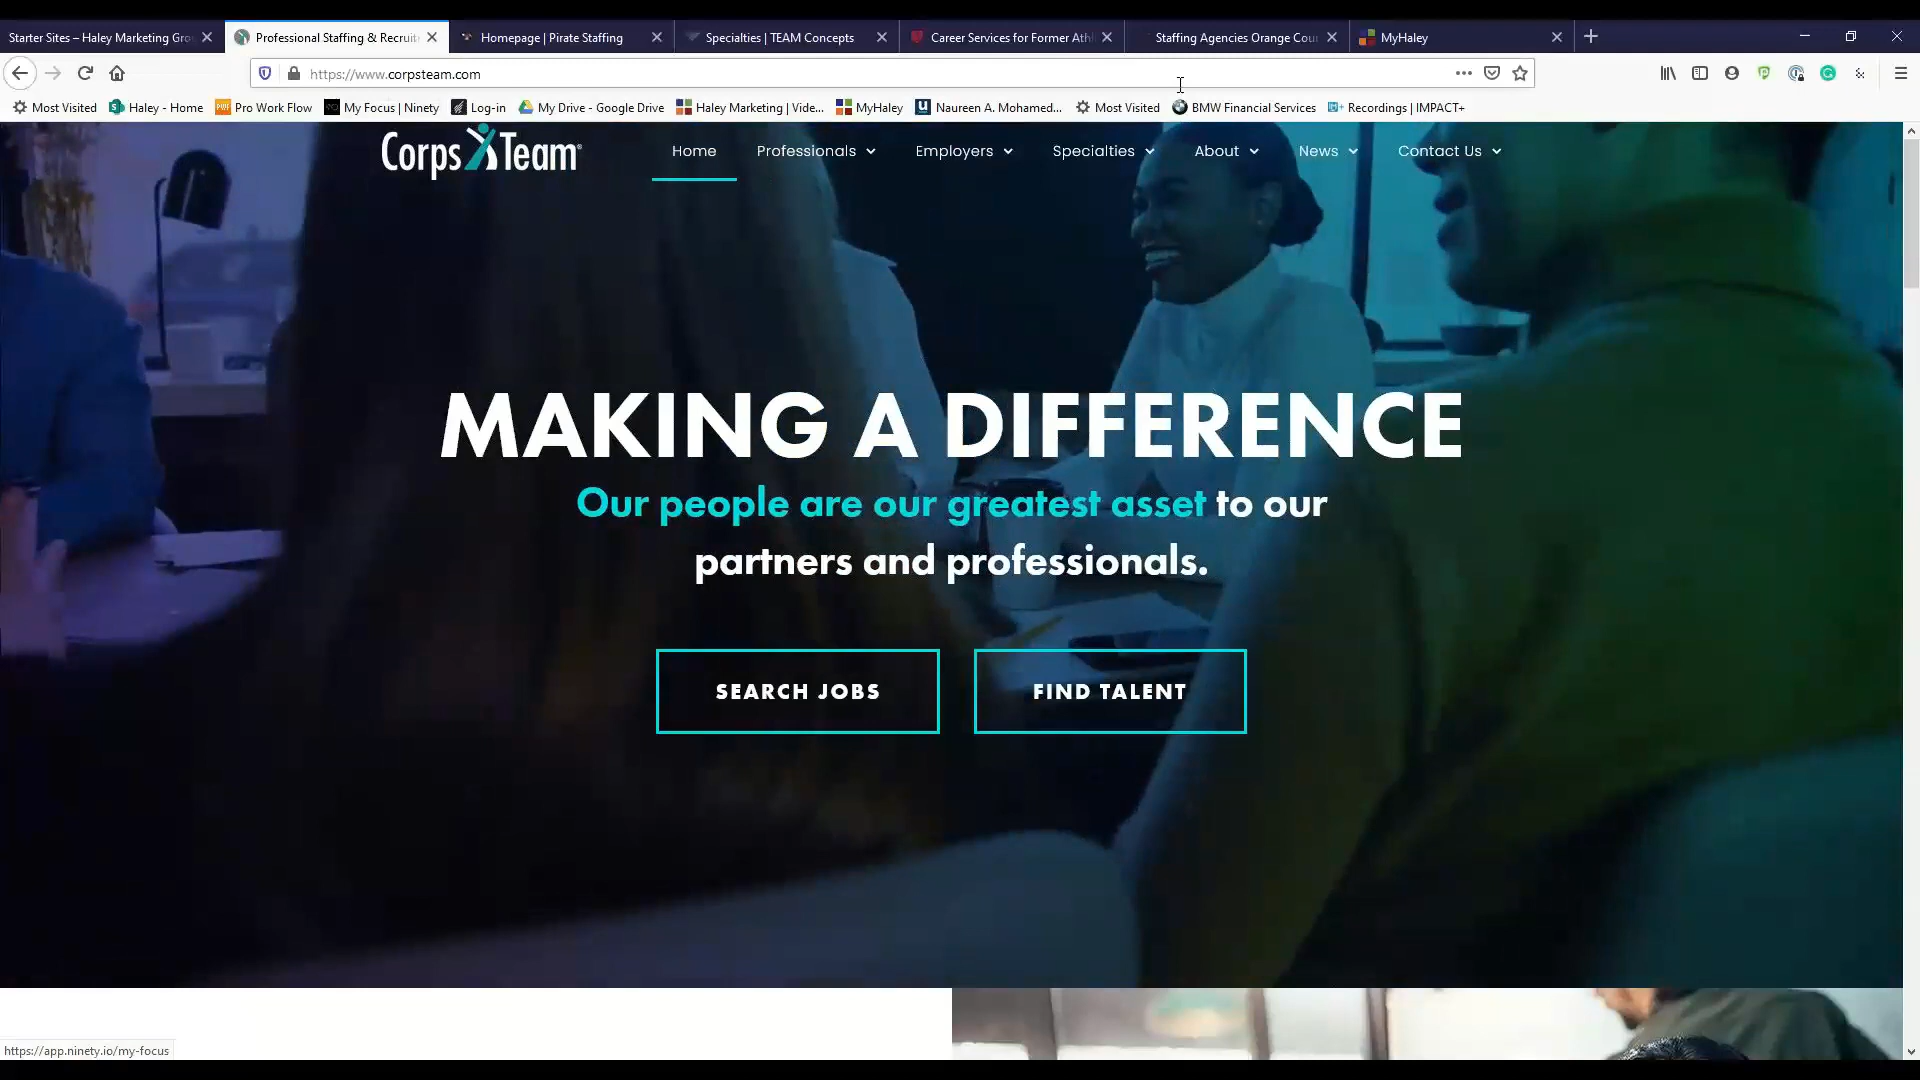 Starter Sites – Haley Marketing Gro
Professional Staffing & Recruit
Homepage | Pirate Staffing
Specialties | TEAM Concepts
Career Services for Former Ath
Staffing Agencies Orange Cou
MyHaley
https://www.corpsteam.com
Most Visited
Haley - Home
Pro Work Flow
My Focus | Ninety
Log-in
My Drive - Google Drive
Haley Marketing | Vide...
MyHaley
Naureen A. Mohamed...
Most Visited
BMW Financial Services
Recordings | IMPACT+
Corps Team®
Home
Professionals
Employers
Specialties
About
News
Contact Us
MAKING A DIFFERENCE
Our people are our greatest asset to our
partners and professionals.
SEARCH JOBS
FIND TALENT
https://app.ninety.io/my-focus